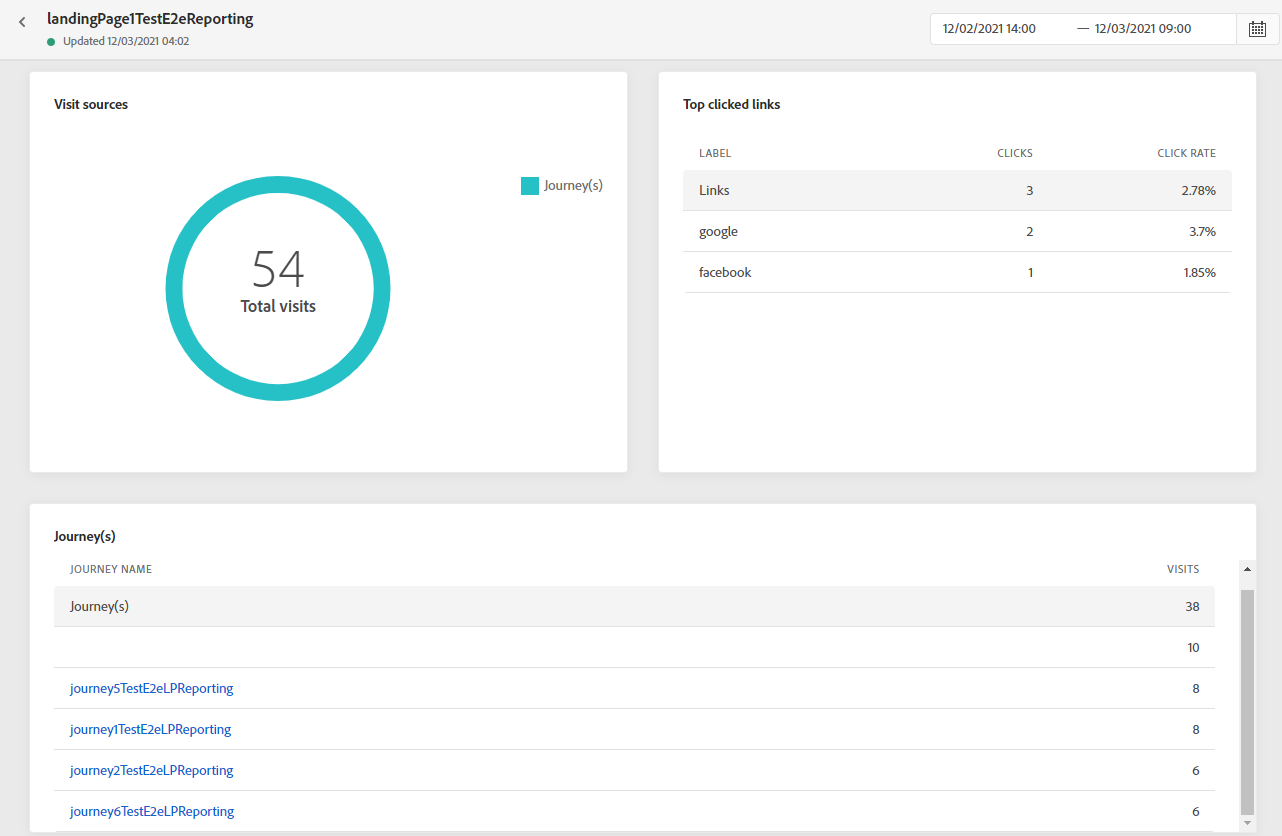 landingPage1TestE2eReporting
Updated 12/03/2021 04:02
12/02/2021 14:00 — 12/03/2021 09:00
Visit sources
Journey(s)
54
Total visits
Top clicked links
LABEL CLICKS CLICK RATE
Links 3 2.78%
google 2 3.7%
facebook 1 1.85%
Journey(s)
JOURNEY NAME VISITS
Journey(s) 38
10
journey5TestE2eLPReporting 8
journey1TestE2eLPReporting 8
journey2TestE2eLPReporting 6
journey6TestE2eLPReporting 6